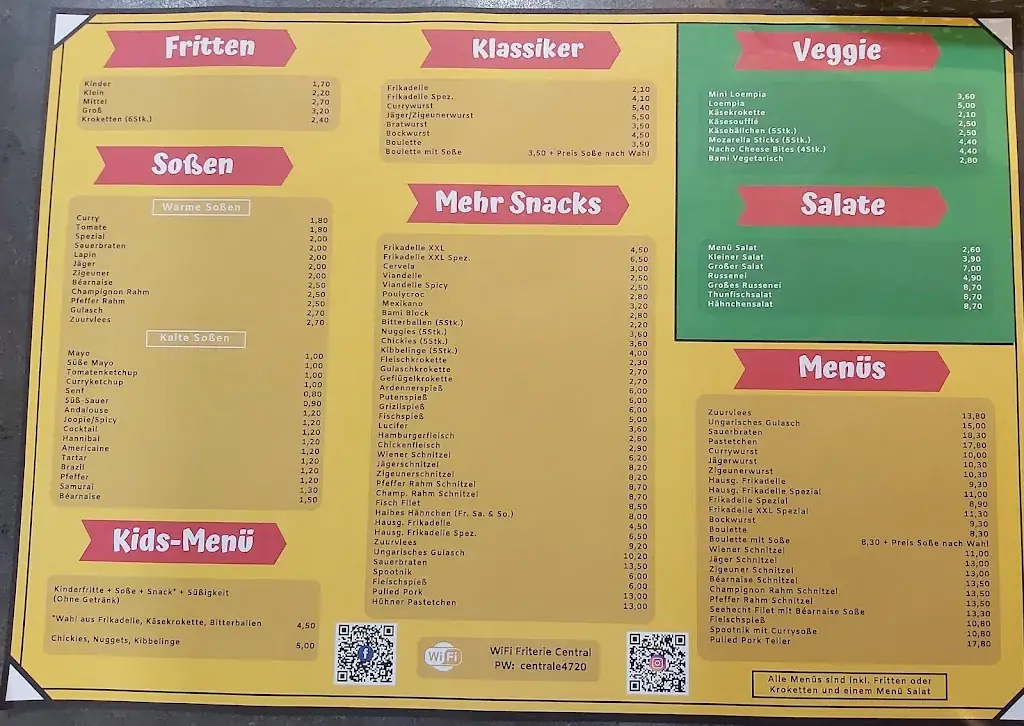 Fritten
Kinder 1,70
Klein 2,20
Mittel 2,70
Groß 3,20
Kroketten (6Stk.) 2,40
Soßen
Warme Soßen
Curry 1,80
Tomate 1,80
Spezial 2,00
Sauerbraten 2,00
Lapin 2,00
Jäger 2,00
Zigeuner 2,00
Béarnaise 2,50
Champignon Rahm 2,50
Pfeffer Rahm 2,50
Gulasch 2,70
Zuurvlees 2,70
Kalte Soßen
Mayo 1,00
Süße Mayo 1,00
Tomatenketchup 1,00
Curryketchup 1,00
Senf 0,80
Süß-Sauer 0,90
Andalouse 1,20
Joopie/Spicy 1,20
Cocktail 1,20
Hannibal 1,20
Americaine 1,20
Tartar 1,20
Brazil 1,20
Pfeffer 1,20
Samurai 1,30
Béarnaise 1,50
Kids-Menü
Kinderfritte + Soße + Snack* + Süßigkeit
(Ohne Getränk)
*Wahl aus Frikadelle, Käsekrokette, Bitterballen 4,50
Chickies, Nuggets, Kibbelinge 5,00
Klassiker
Frikadelle 2,10
Frikadelle Spez. 4,10
Currywurst 5,40
Jäger/Zigeunerwurst 5,50
Bratwurst 3,50
Bockwurst 4,50
Boulette 3,50
Boulette mit Soße 3,50 + Preis Soße nach Wahl
Mehr Snacks
Frikadelle XXL 4,50
Frikadelle XXL Spez. 6,50
Cervela 3,00
Viandelle 2,50
Viandelle Spicy 2,50
Poulycroc 2,80
Mexikano 3,20
Bami Block 2,80
Bitterballen (5Stk.) 2,20
Nuggies (5Stk.) 3,60
Chickies (5Stk.) 3,60
Kibbelinge (5Stk.) 4,00
Fleischkrokette 2,30
Gulaschkrokette 2,70
Geflügelkrokette 2,70
Ardennerspieß 6,00
Putenspieß 6,00
Grizilspieß 6,00
Fischspieß 5,00
Lucifer 3,60
Hamburgerfleisch 2,60
Chickenfleisch 2,90
Wiener Schnitzel 6,20
Jägerschnitzel 8,20
Zigeunerschnitzel 8,20
Pfeffer Rahm Schnitzel 8,70
Champ. Rahm Schnitzel 8,70
Fisch Filet 8,50
Halbes Hähnchen (Fr. Sa. & So.) 8,00
Hausg. Frikadelle 4,50
Hausg. Frikadelle Spez. 6,50
Zuurvlees 9,20
Ungarisches Gulasch 10,20
Sauerbraten 13,50
Spootnik 6,00
Fleischspieß 6,00
Pulled Pork 13,00
Hühner Pastetchen 13,00
WiFi
WiFi Friterie Central
PW: centrale4720
Veggie
Mini Loempia 3,60
Loempia 5,00
Käsekrokette 2,10
Käsesoufflé 2,50
Käsebällchen (5Stk.) 2,50
Mozarella Sticks (5Stk.) 4,40
Nacho Cheese Bites (4Stk.) 4,40
Bami Vegetarisch 2,80
Salate
Menü Salat 2,60
Kleiner Salat 3,90
Großer Salat 7,00
Russenei 4,90
Großes Russenei 8,70
Thunfischsalat 8,70
Hähnchensalat 8,70
Menüs
Zuurvlees 13,80
Ungarisches Gulasch 15,00
Sauerbraten 18,30
Pastetchen 17,80
Currywurst 10,00
Jägerwurst 10,30
Zigeunerwurst 10,30
Hausg. Frikadelle 9,30
Hausg. Frikadelle Spezial 11,00
Frikadelle Spezial 8,90
Frikadelle XXL Spezial 11,30
Bockwurst 9,30
Boulette 8,30
Boulette mit Soße 8,30 + Preis Soße nach Wahl
Wiener Schnitzel 11,00
Jäger Schnitzel 13,00
Zigeuner Schnitzel 13,00
Béarnaise Schnitzel 13,50
Champignon Rahm Schnitzel 13,50
Pfeffer Rahm Schnitzel 13,50
Seehecht Filet mit Béarnaise Soße 13,30
Fleischspieß 10,80
Spootnik mit Currysoße 10,80
Pulled Pork Teller 17,80
Alle Menüs sind inkl. Fritten oder
Kroketten und einem Menü Salat